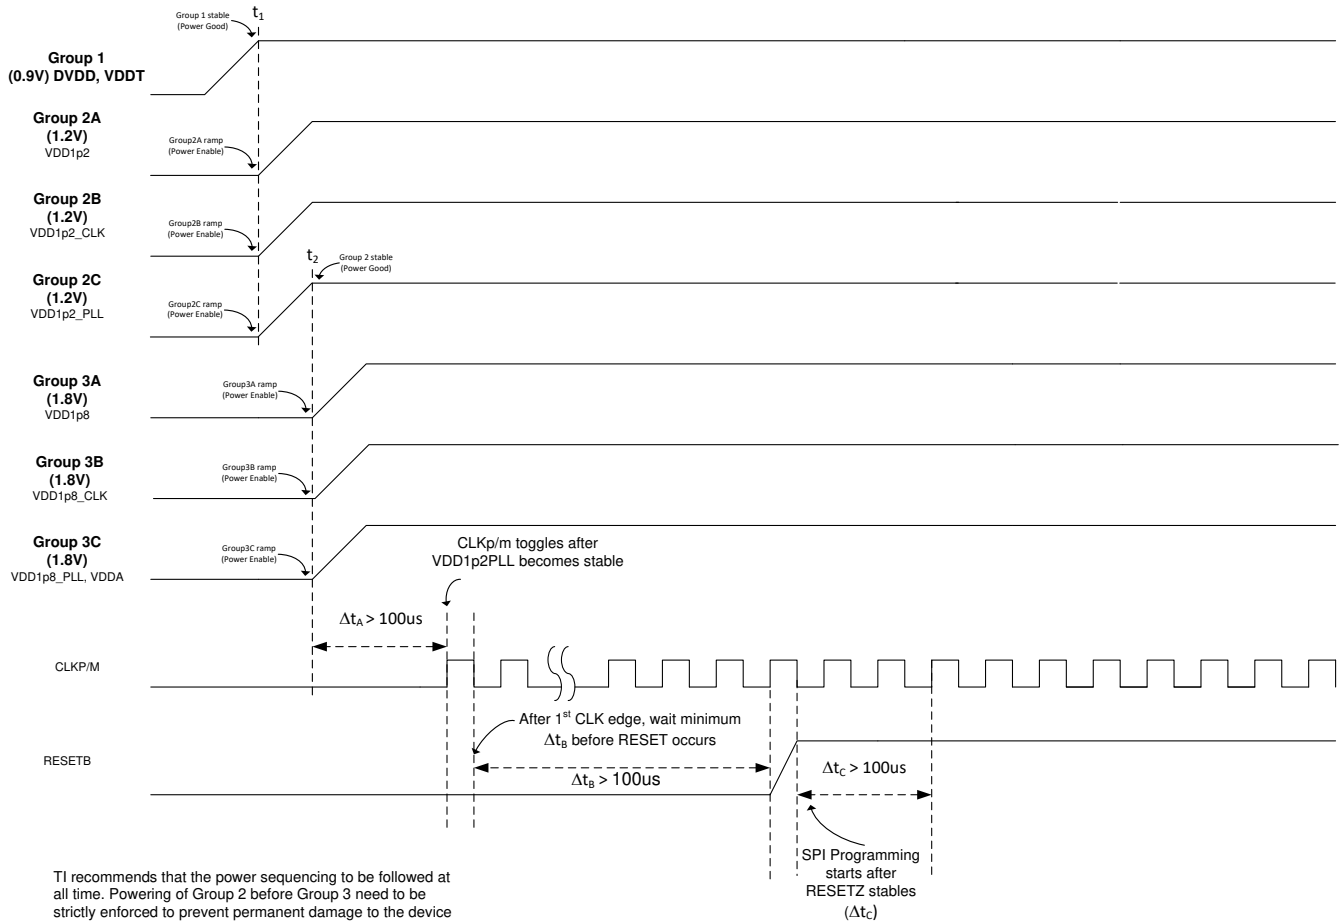 Group 1 stable
(Power Good)
t1
Group 1
(0.9V) DVDD, VDDT
Group 2A
(1.2V)
VDD1p2
Group2A ramp
(Power Enable)
Group 2B
(1.2V)
VDD1p2_CLK
Group2B ramp
(Power Enable)
t2
Group 2 stable
(Power Good)
Group 2C
(1.2V)
VDD1p2_PLL
Group2C ramp
(Power Enable)
Group 3A
(1.8V)
VDD1p8
Group3A ramp
(Power Enable)
Group 3B
(1.8V)
VDD1p8_CLK
Group3B ramp
(Power Enable)
Group 3C
(1.8V)
VDD1p8_PLL, VDDA
Group3C ramp
(Power Enable)
CLKp/m toggles after
VDD1p2PLL becomes stable
ΔtA > 100us
CLKP/M
After 1st CLK edge, wait minimum
ΔtB before RESET occurs
RESETB
ΔtB > 100us
ΔtC > 100us
SPI Programming
starts after
RESETZ stables
(ΔtC)
TI recommends that the power sequencing to be followed at
all time. Powering of Group 2 before Group 3 need to be
strictly enforced to prevent permanent damage to the device